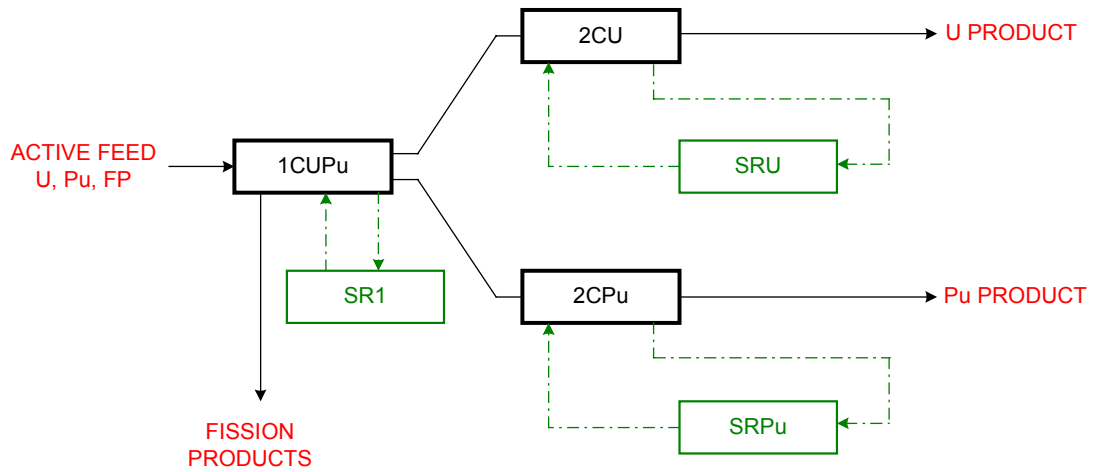 2CU
U PRODUCT
ACTIVE FEED
U, Pu, FP
1CUPu
SRU
SR1
2CPu
Pu PRODUCT
SRPu
FISSION
PRODUCTS